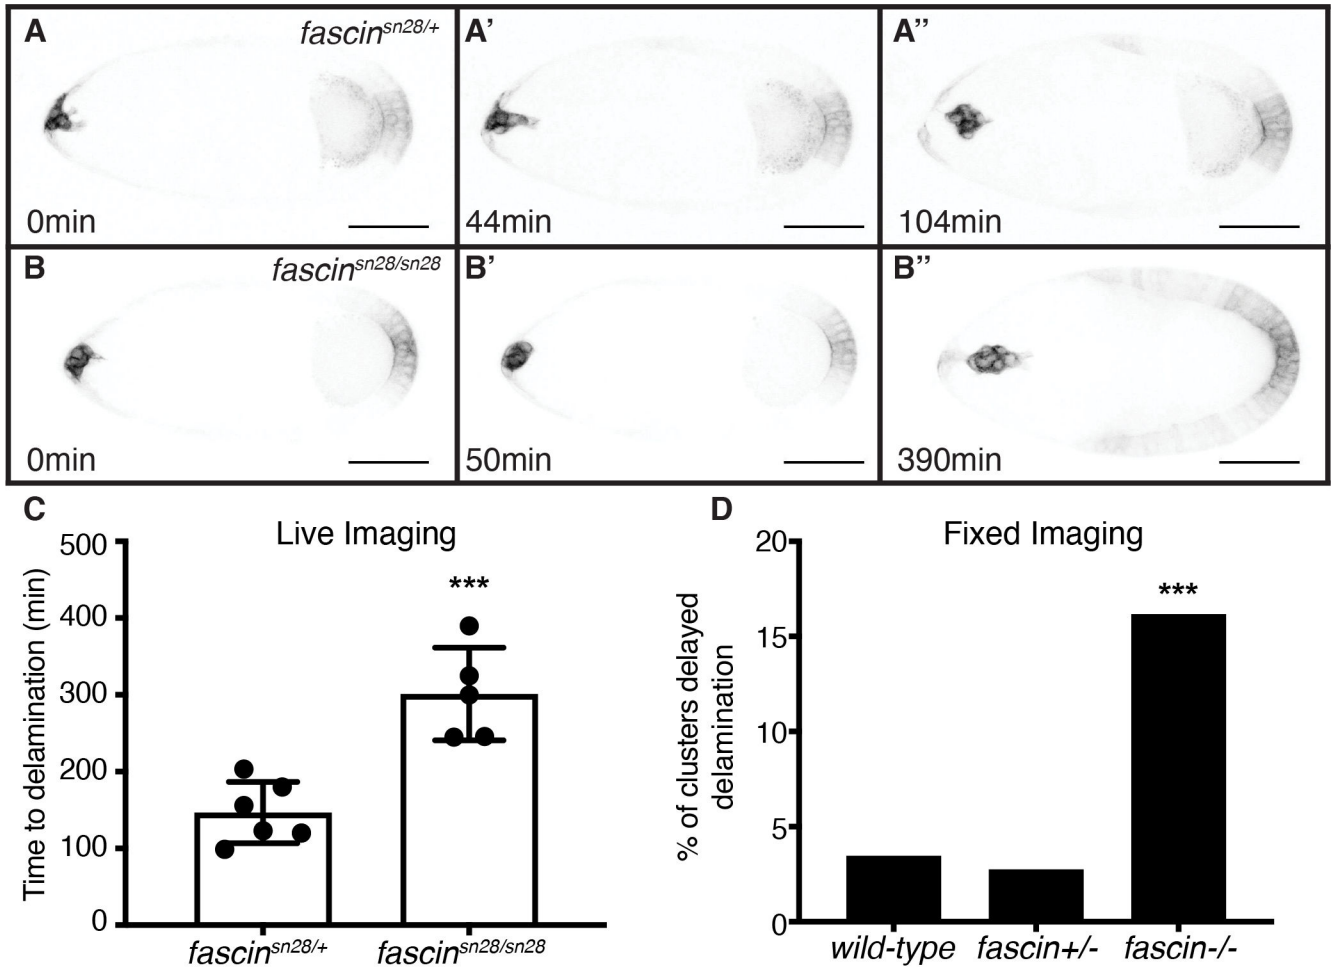 A
fascin^sn28/+
A’
A’’
0min
44min
104min
B
fascin^sn28/sn28
B’
B’’
0min
50min
390min
C
Live Imaging
Time to delamination (min)
500
400
300
200
100
0
***
fascin^sn28/+
fascin^sn28/sn28
D
Fixed Imaging
% of clusters delayed
delamination
20
15
10
5
0
***
wild-type
fascin+/-
fascin-/-